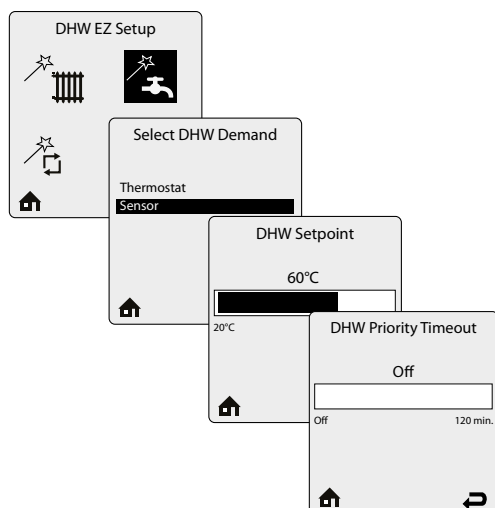 DHW EZ Setup
Select DHW Demand
Thermostat
Sensor
DHW Setpoint
60°C
20°C
DHW Priority Timeout
Off
Off 120 min.